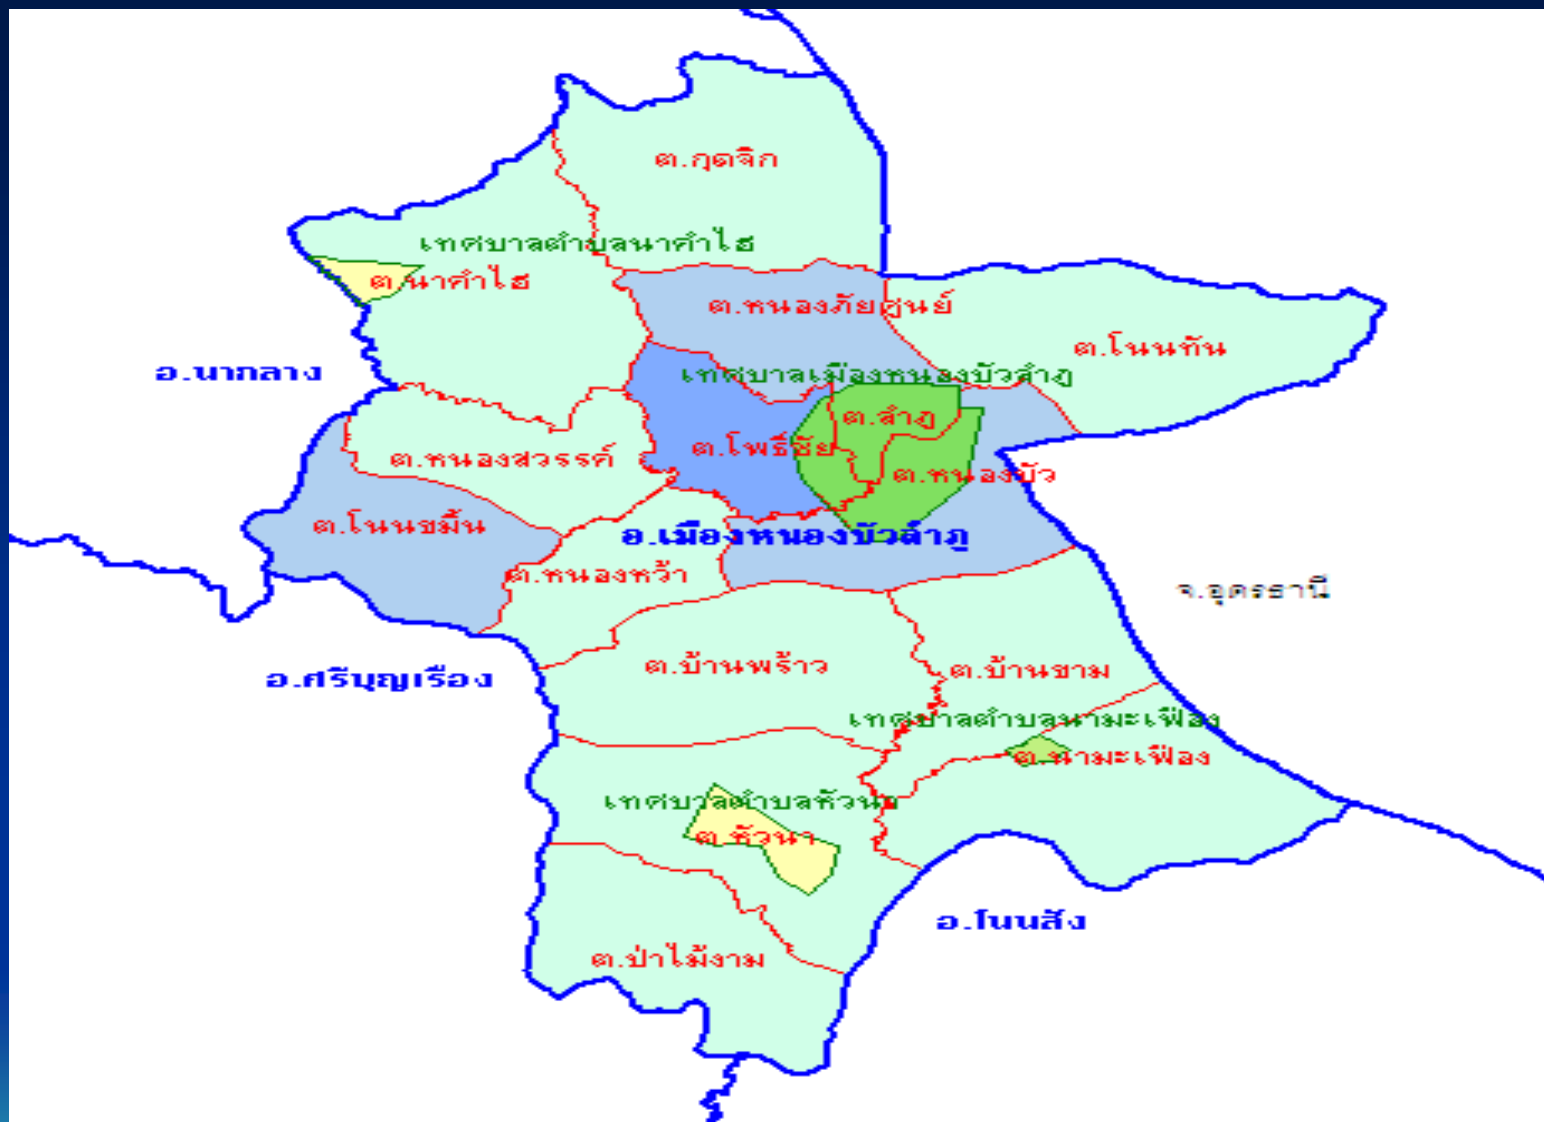 ต.กุดจิก
เทศบาลตำบลนาคำไฮ
ต.นาคำไฮ
ต.หนองภัยศูนย์
ต.โนนทัน
อ.นากลาง
เทศบาลเมืองหนองบัวลำภู
ต.ลำภู
ต.โพธิ์ชัย
ต.หนองสวรรค์
ต.หนองบัว
ต.โนนขมิ้น
อ.เมืองหนองบัวลำภู
ต.หนองหว้า
จ.อุดรธานี
ต.บ้านพร้าว
ต.บ้านขาม
อ.ศรีบุญเรือง
เทศบาลตำบลนามะเฟือง
ต.นามะเฟือง
เทศบาลตำบลหัวนา
ต.หัวนา
อ.โนนสัง
ต.ป่าไม้งาม